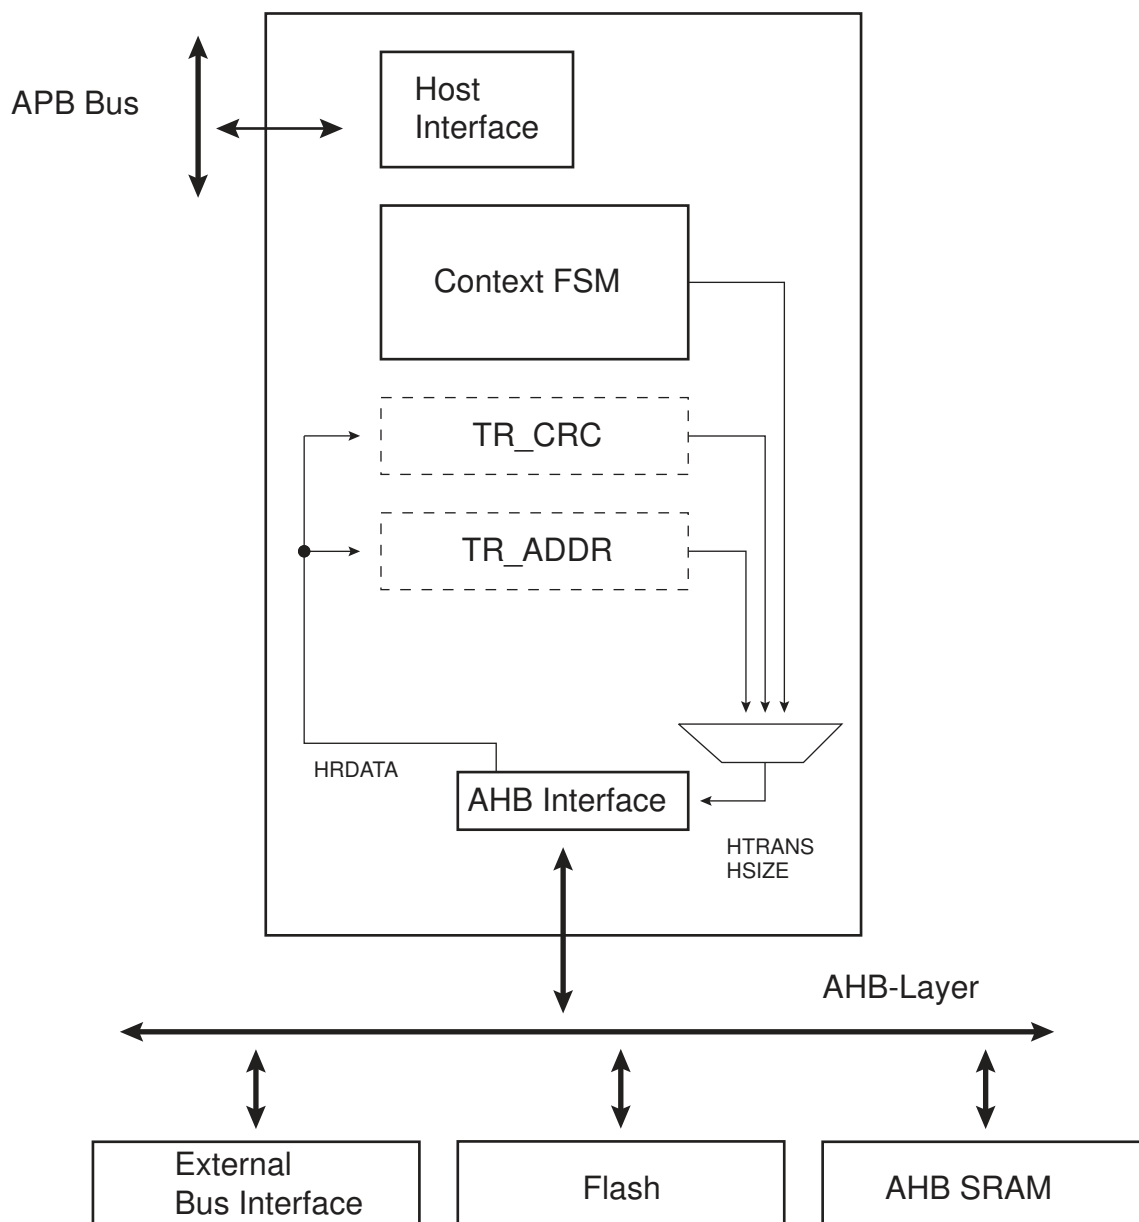 APB Bus
Host
Interface
Context FSM
TR_CRC
TR_ADDR
HRDATA
AHB Interface
HTRANS
HSIZE
AHB-Layer
External
Bus Interface
Flash
AHB SRAM